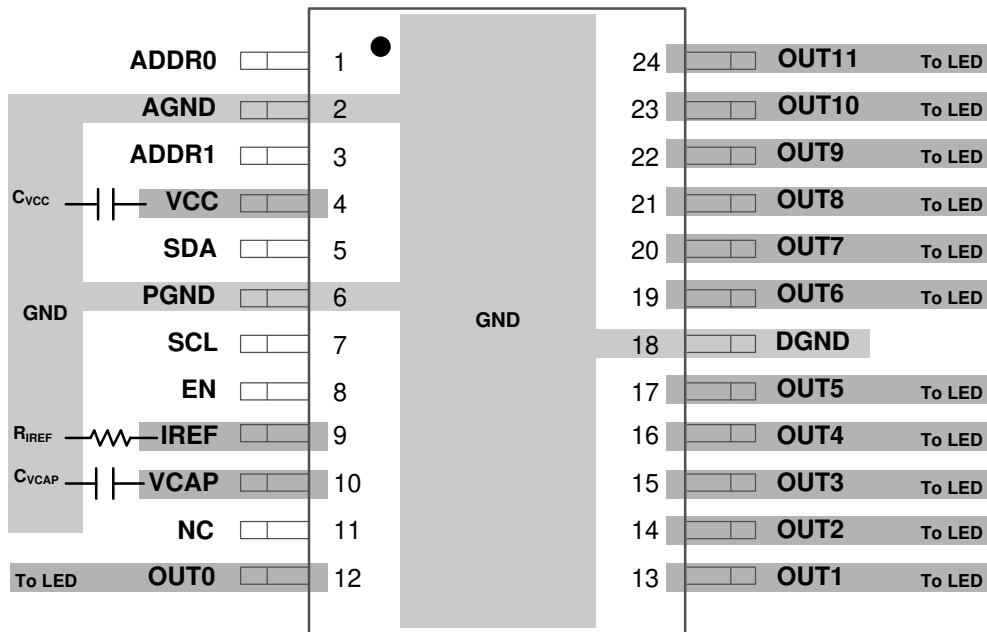 ADDR0 1 24 OUT11 To LED
AGND 2 23 OUT10 To LED
ADDR1 3 22 OUT9 To LED
CVCC VCC 4 21 OUT8 To LED
SDA 5 20 OUT7 To LED
PGND 6 19 OUT6 To LED
GND GND
SCL 7 18 DGND
EN 8 17 OUT5 To LED
RIREF IREF 9 16 OUT4 To LED
CVCAP VCAP 10 15 OUT3 To LED
NC 11 14 OUT2 To LED
To LED OUT0 12 13 OUT1 To LED